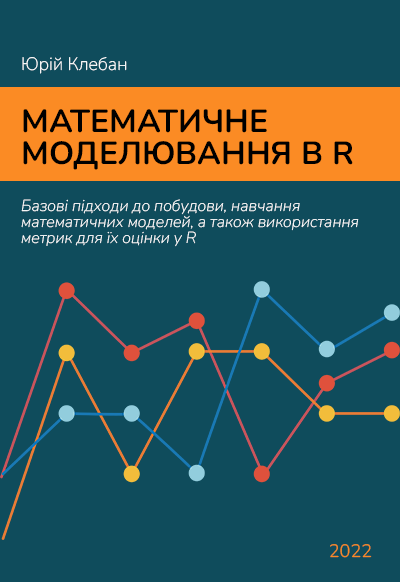 Юрій Клебан
МАТЕМАТИЧНЕ
МОДЕЛЮВАННЯ В R
Базові підходи до побудови, навчання
математичних моделей, а також використання
метрик для їх оцінки у R
2022